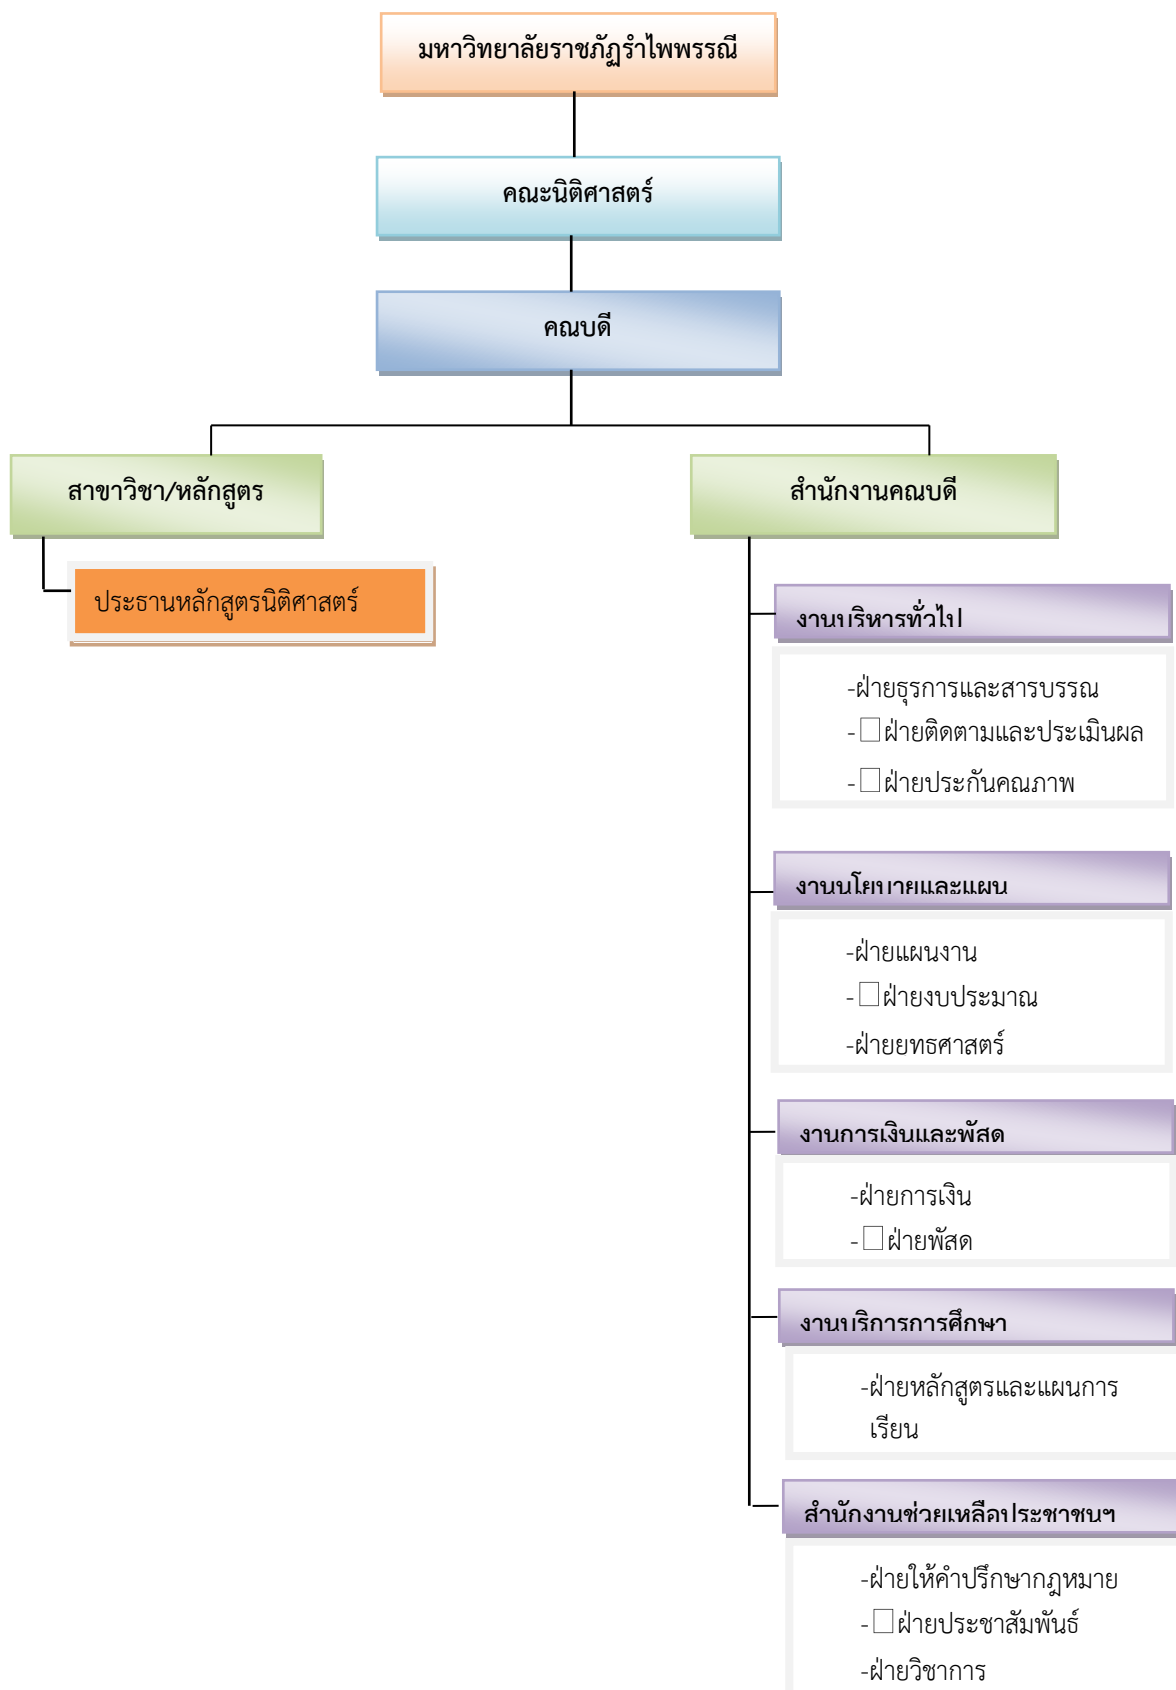 มหาวิทยาลัยราชภัฏรำไพพรรณี
คณะนิติศาสตร์
คณบดี
สาขาวิชา/หลักสูตร
สำนักงานคณบดี
ประธานหลักสูตรนิติศาสตร์
งานบริหารทั่วไป
-ฝ่ายธุรการและสารบรรณ
-□ฝ่ายติดตามและประเมินผล
-□ฝ่ายประกันคุณภาพ
งานนโยบายและแผน
-ฝ่ายแผนงาน
-□ฝ่ายงบประมาณ
-ฝ่ายยุทธศาสตร์
งานการเงินและพัสดุ
-ฝ่ายการเงิน
-□ฝ่ายพัสดุ
งานบริการการศึกษา
-ฝ่ายหลักสูตรและแผนการ
เรียน
สำนักงานช่วยเหลือประชาชนฯ
-ฝ่ายให้คำปรึกษากฎหมาย
-□ฝ่ายประชาสัมพันธ์
-ฝ่ายวิชาการ